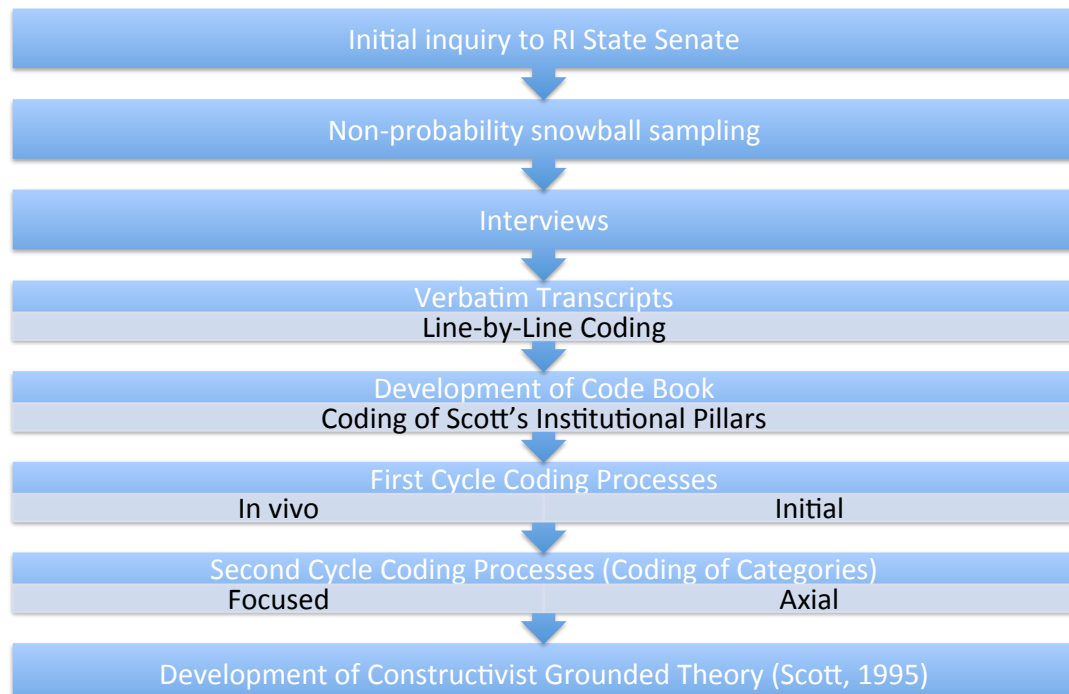 Initial inquiry to RI State Senate
Non-probability snowball sampling
Interviews
Verbatim Transcripts
Line-by-Line Coding
Development of Code Book
Coding of Scott’s Institutional Pillars
First Cycle Coding Processes
In vivo Initial
Second Cycle Coding Processes (Coding of Categories)
Focused Axial
Development of Constructivist Grounded Theory (Scott, 1995)